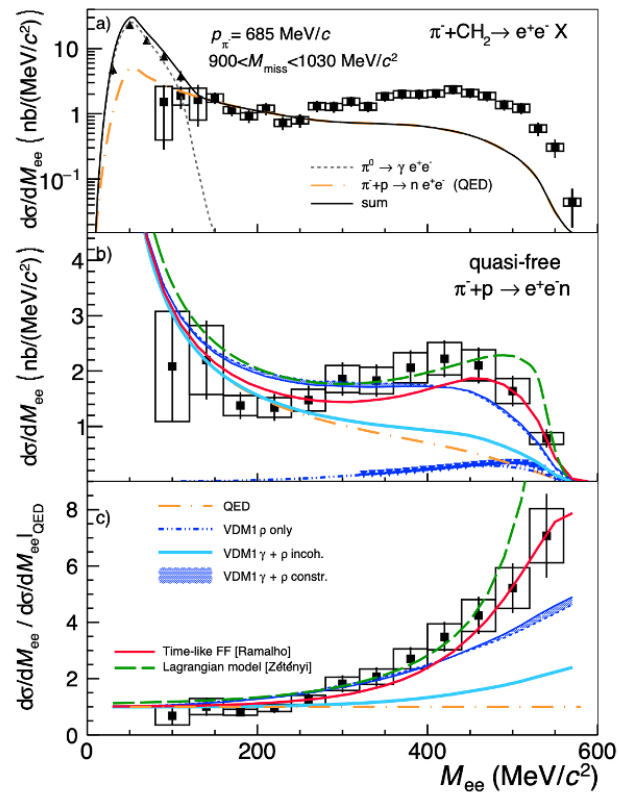 a)
p_π⁻ = 685 MeV/c
900<M_miss<1030 MeV/c²
π⁻+CH₂→ e⁺e⁻ X
dσ/dM_ee ( nb/(MeV/c²))
10
1
10⁻¹
π⁰ → γ e⁺e⁻
π⁻+p → n e⁺e⁻ (QED)
sum
b)
quasi-free
π⁻+p → e⁺e⁻n
dσ/dM_ee ( nb/(MeV/c²))
4
3
2
1
c)
QED
VDM1 ρ only
VDM1 γ + ρ incoh.
VDM1 γ + ρ constr.
Time-like FF [Ramalho]
Lagrangian model [Zétényi]
dσ/dM_ee / dσ/dM_ee|_QED
8
6
4
2
0
0 200 400 600
M_ee (MeV/c²)